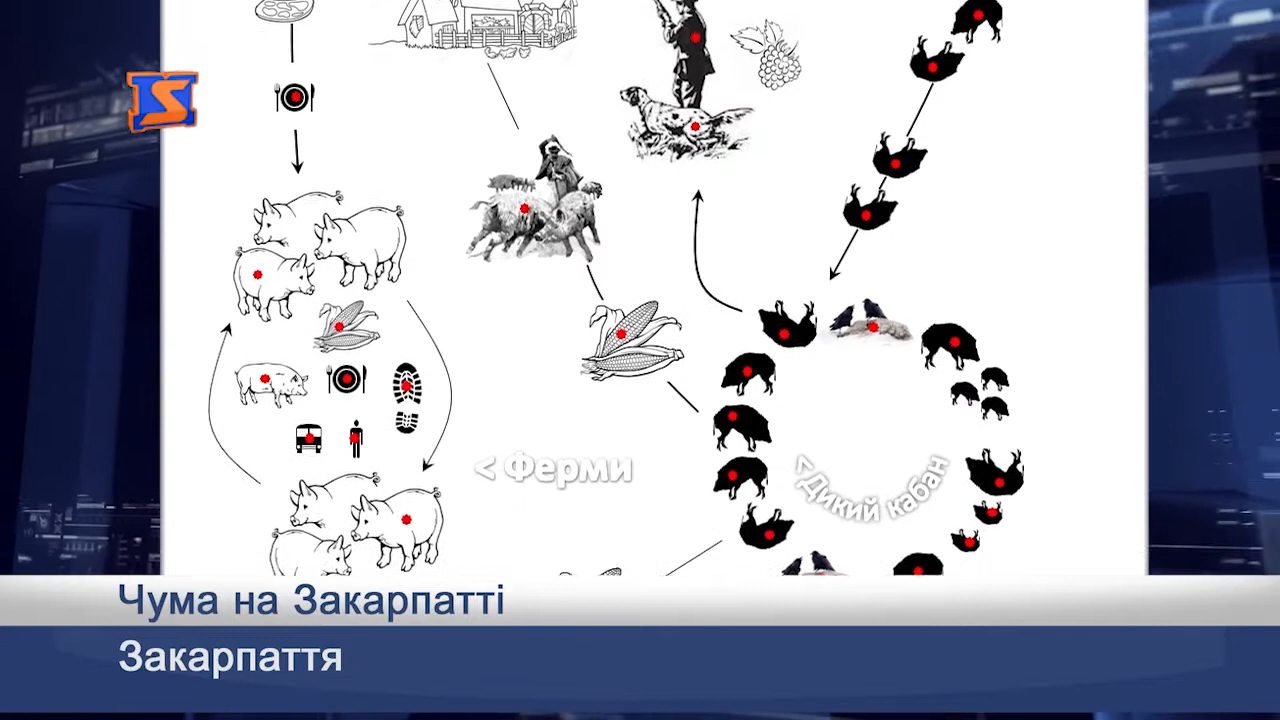 S
< Ферми
<Дикий кабан
Чума на Закарпатті
Закарпаття